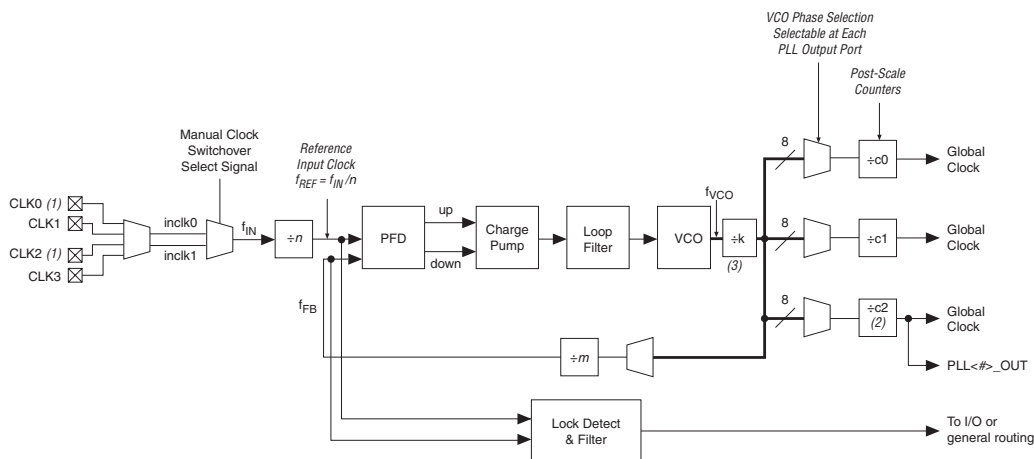 VCO Phase Selection
Selectable at Each
PLL Output Port
Post-Scale
Counters
Manual Clock
Switchover
Select Signal
Reference
Input Clock
fREF = fIN/n
CLK0 (1)
CLK1
CLK2 (1)
CLK3
inclk0
inclk1
fIN
÷n
PFD
up
down
Charge
Pump
Loop
Filter
VCO
fVCO
÷k
(3)
8
÷c0
Global
Clock
8
÷c1
Global
Clock
8
÷c2
(2)
Global
Clock
PLL<#>_OUT
fFB
÷m
Lock Detect
& Filter
To I/O or
general routing